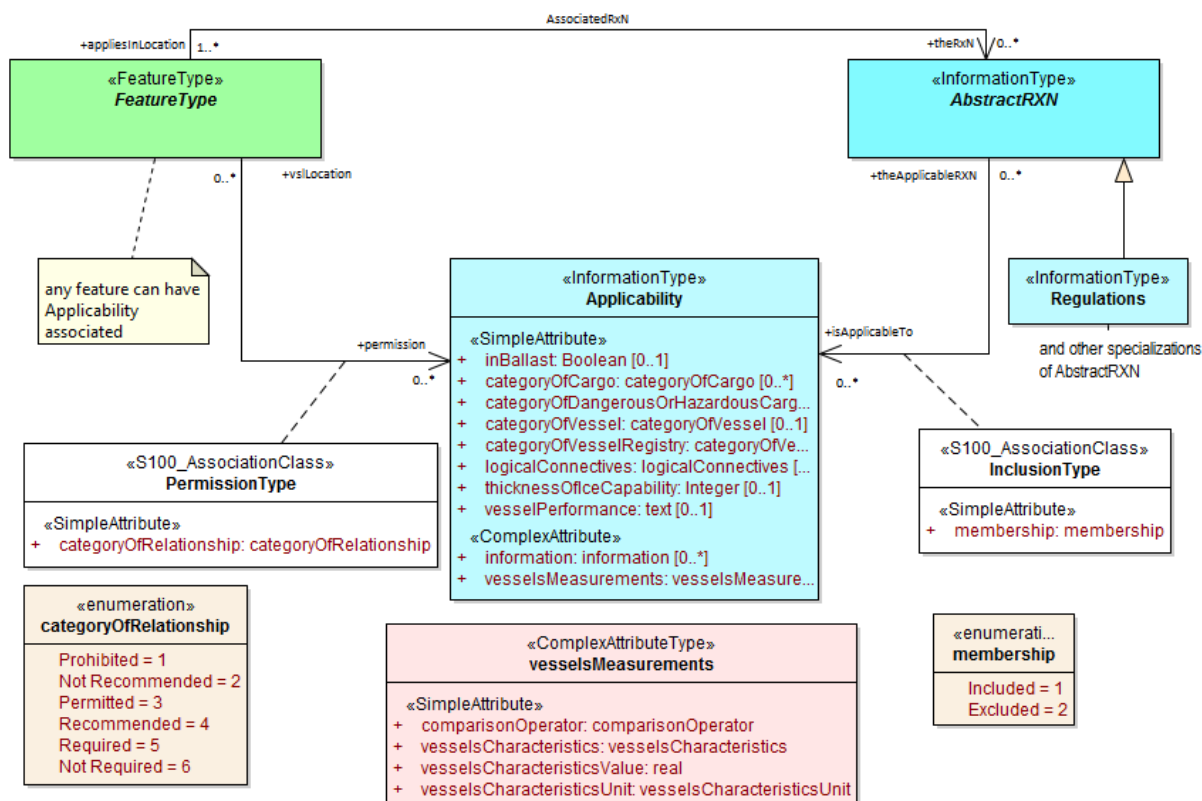 AssociatedRxN
+appliesInLocation
1..*
+theRxN
0..*
«FeatureType»
FeatureType
«InformationType»
AbstractRXN
0..*
+vslLocation
+theApplicableRXN
0..*
any feature can have
Applicability
associated
«InformationType»
Regulations
and other specializations
of AbstractRXN
+permission
0..*
+isApplicableTo
0..*
«InformationType»
Applicability
«SimpleAttribute»
+ inBallast: Boolean [0..1]
+ categoryOfCargo: categoryOfCargo [0..*]
+ categoryOfDangerousOrHazardousCarg...
+ categoryOfVessel: categoryOfVessel [0..1]
+ categoryOfVesselRegistry: categoryOfVe...
+ logicalConnectives: logicalConnectives [...
+ thicknessOfIceCapability: Integer [0..1]
+ vesselPerformance: text [0..1]
«ComplexAttribute»
+ information: information [0..*]
+ vesselsMeasurements: vesselsMeasure...
«S100_AssociationClass»
PermissionType
«SimpleAttribute»
+ categoryOfRelationship: categoryOfRelationship
«S100_AssociationClass»
InclusionType
«SimpleAttribute»
+ membership: membership
«enumeration»
categoryOfRelationship
Prohibited = 1
Not Recommended = 2
Permitted = 3
Recommended = 4
Required = 5
Not Required = 6
«ComplexAttributeType»
vesselsMeasurements
«SimpleAttribute»
+ comparisonOperator: comparisonOperator
+ vesselsCharacteristics: vesselsCharacteristics
+ vesselsCharacteristicsValue: real
+ vesselsCharacteristicsUnit: vesselsCharacteristicsUnit
«enumerati...
membership
Included = 1
Excluded = 2